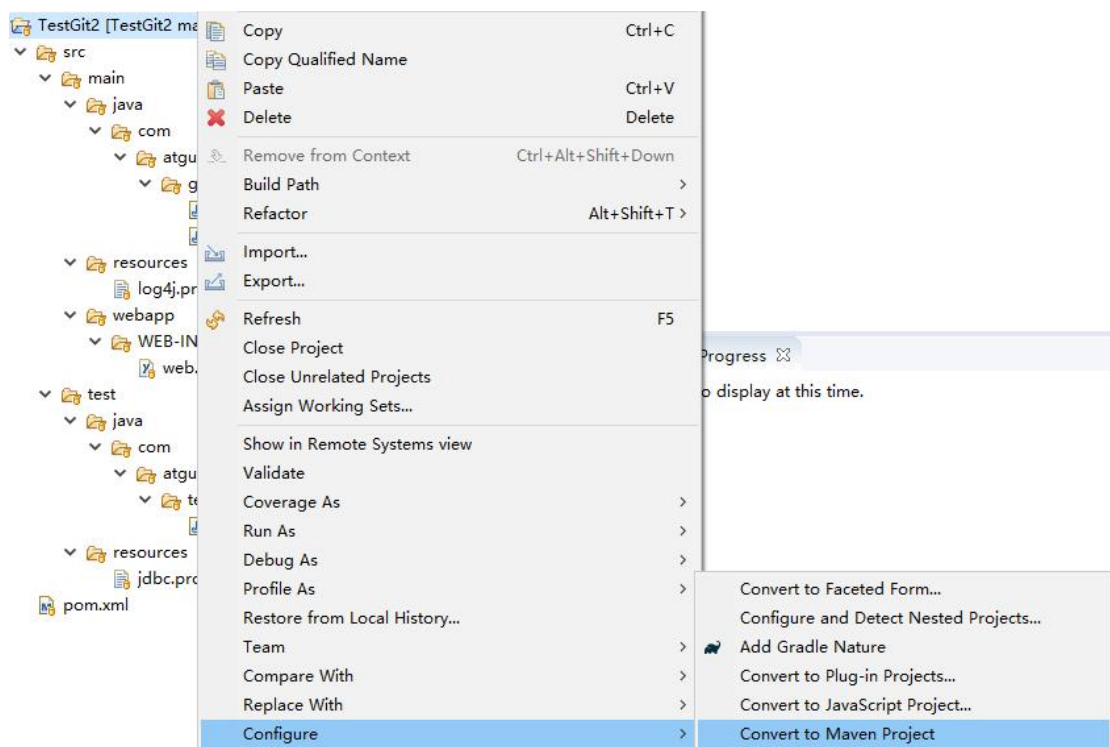 TestGit2 [TestGit2 ma
src
main
java
com
atgu
g
resources
log4j.pr
webapp
WEB-IN
web.
test
java
com
atgu
te
resources
jdbc.pro
pom.xml
Copy Ctrl+C
Copy Qualified Name
Paste Ctrl+V
Delete Delete
Remove from Context Ctrl+Alt+Shift+Down
Build Path
Refactor Alt+Shift+T
Import...
Export...
Refresh F5
Close Project
Close Unrelated Projects
Assign Working Sets...
Show in Remote Systems view
Validate
Coverage As
Run As
Debug As
Profile As
Restore from Local History...
Team
Compare With
Replace With
Configure
Progress
o display at this time.
Convert to Faceted Form...
Configure and Detect Nested Projects...
Add Gradle Nature
Convert to Plug-in Projects...
Convert to JavaScript Project...
Convert to Maven Project